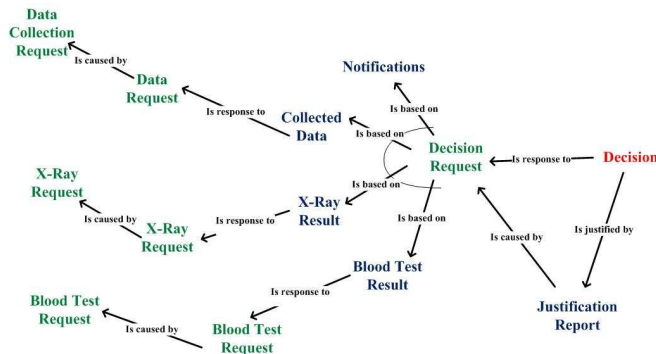 Data
Collection
Request
Is caused by
Data
Request
Is response to
Notifications
Is based on
Collected
Data
Is based on
Decision
Request
Is response to
Decision
X-Ray
Request
Is caused by
X-Ray
Request
Is response to
X-Ray
Result
Is based on
Is based on
Is caused by
Is justified by
Blood Test
Result
Is response to
Blood Test
Request
Is caused by
Blood Test
Request
Justification
Report